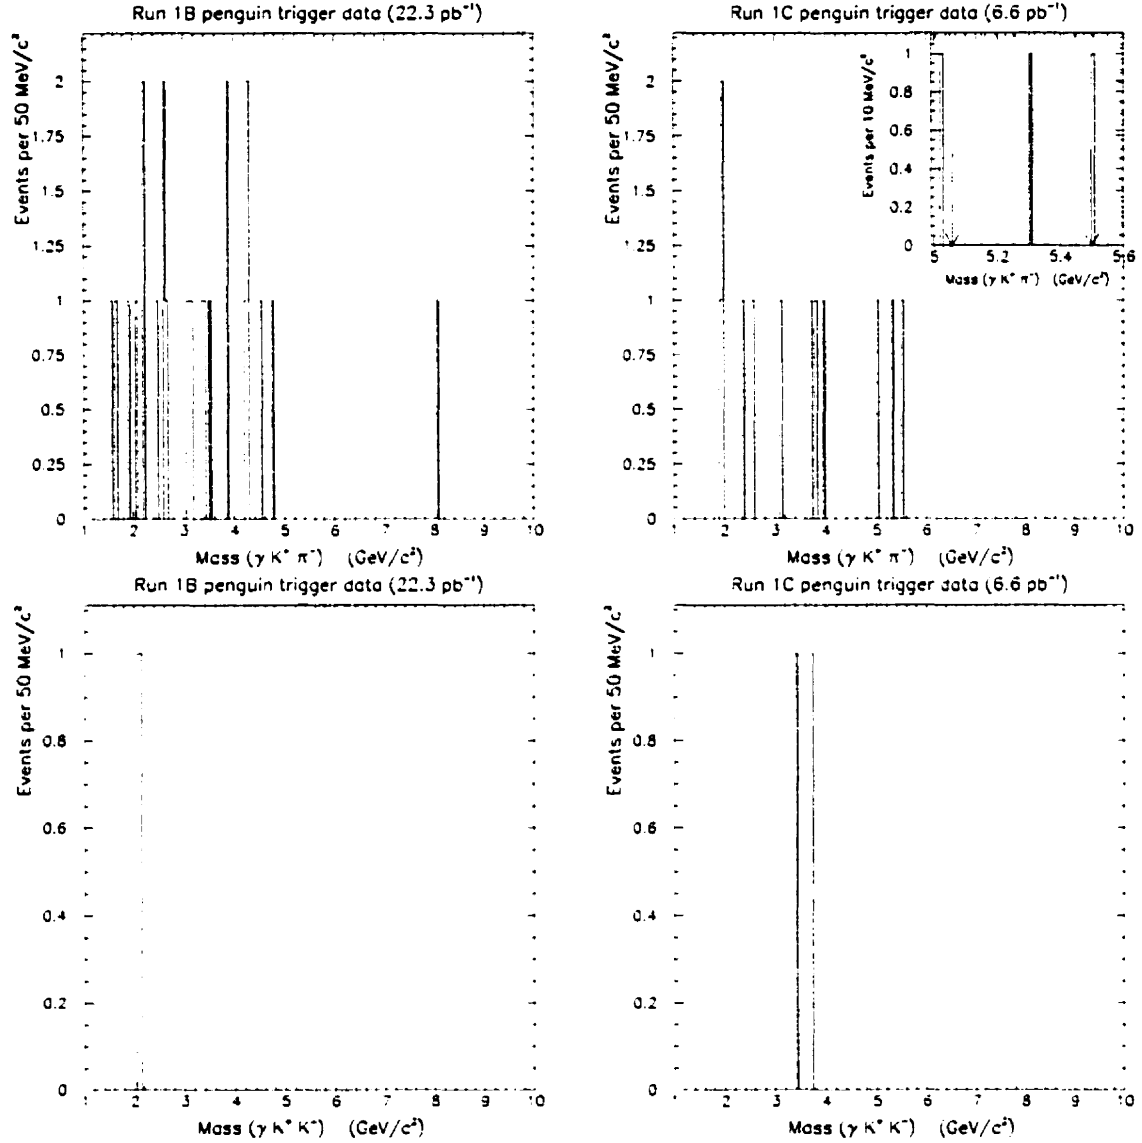 Run 1B penguin trigger data (22.3 pb⁻¹)
Events per 50 MeV/c²
2
1.75
1.5
1.25
1
0.75
0.5
0.25
0
1 2 3 4 5 6 7 8 9 10
Mass (γ K⁺ π⁻) (GeV/c²)
Run 1C penguin trigger data (6.6 pb⁻¹)
Events per 50 MeV/c²
2
1.75
1.5
1.25
1
0.75
0.5
0.25
0
1 2 3 4 5 6 7 8 9 10
Mass (γ K⁺ π⁻) (GeV/c²)
Events per 10 MeV/c²
1
0.8
0.6
0.4
0.2
0
5 5.2 5.4 5.6
Mass (γ K⁺ π⁻) (GeV/c²)
Run 1B penguin trigger data (22.3 pb⁻¹)
Events per 50 MeV/c²
1
0.8
0.6
0.4
0.2
0
1 2 3 4 5 6 7 8 9 10
Mass (γ K⁺ K⁻) (GeV/c²)
Run 1C penguin trigger data (6.6 pb⁻¹)
Events per 50 MeV/c²
1
0.8
0.6
0.4
0.2
0
1 2 3 4 5 6 7 8 9 10
Mass (γ K⁺ K⁻) (GeV/c²)